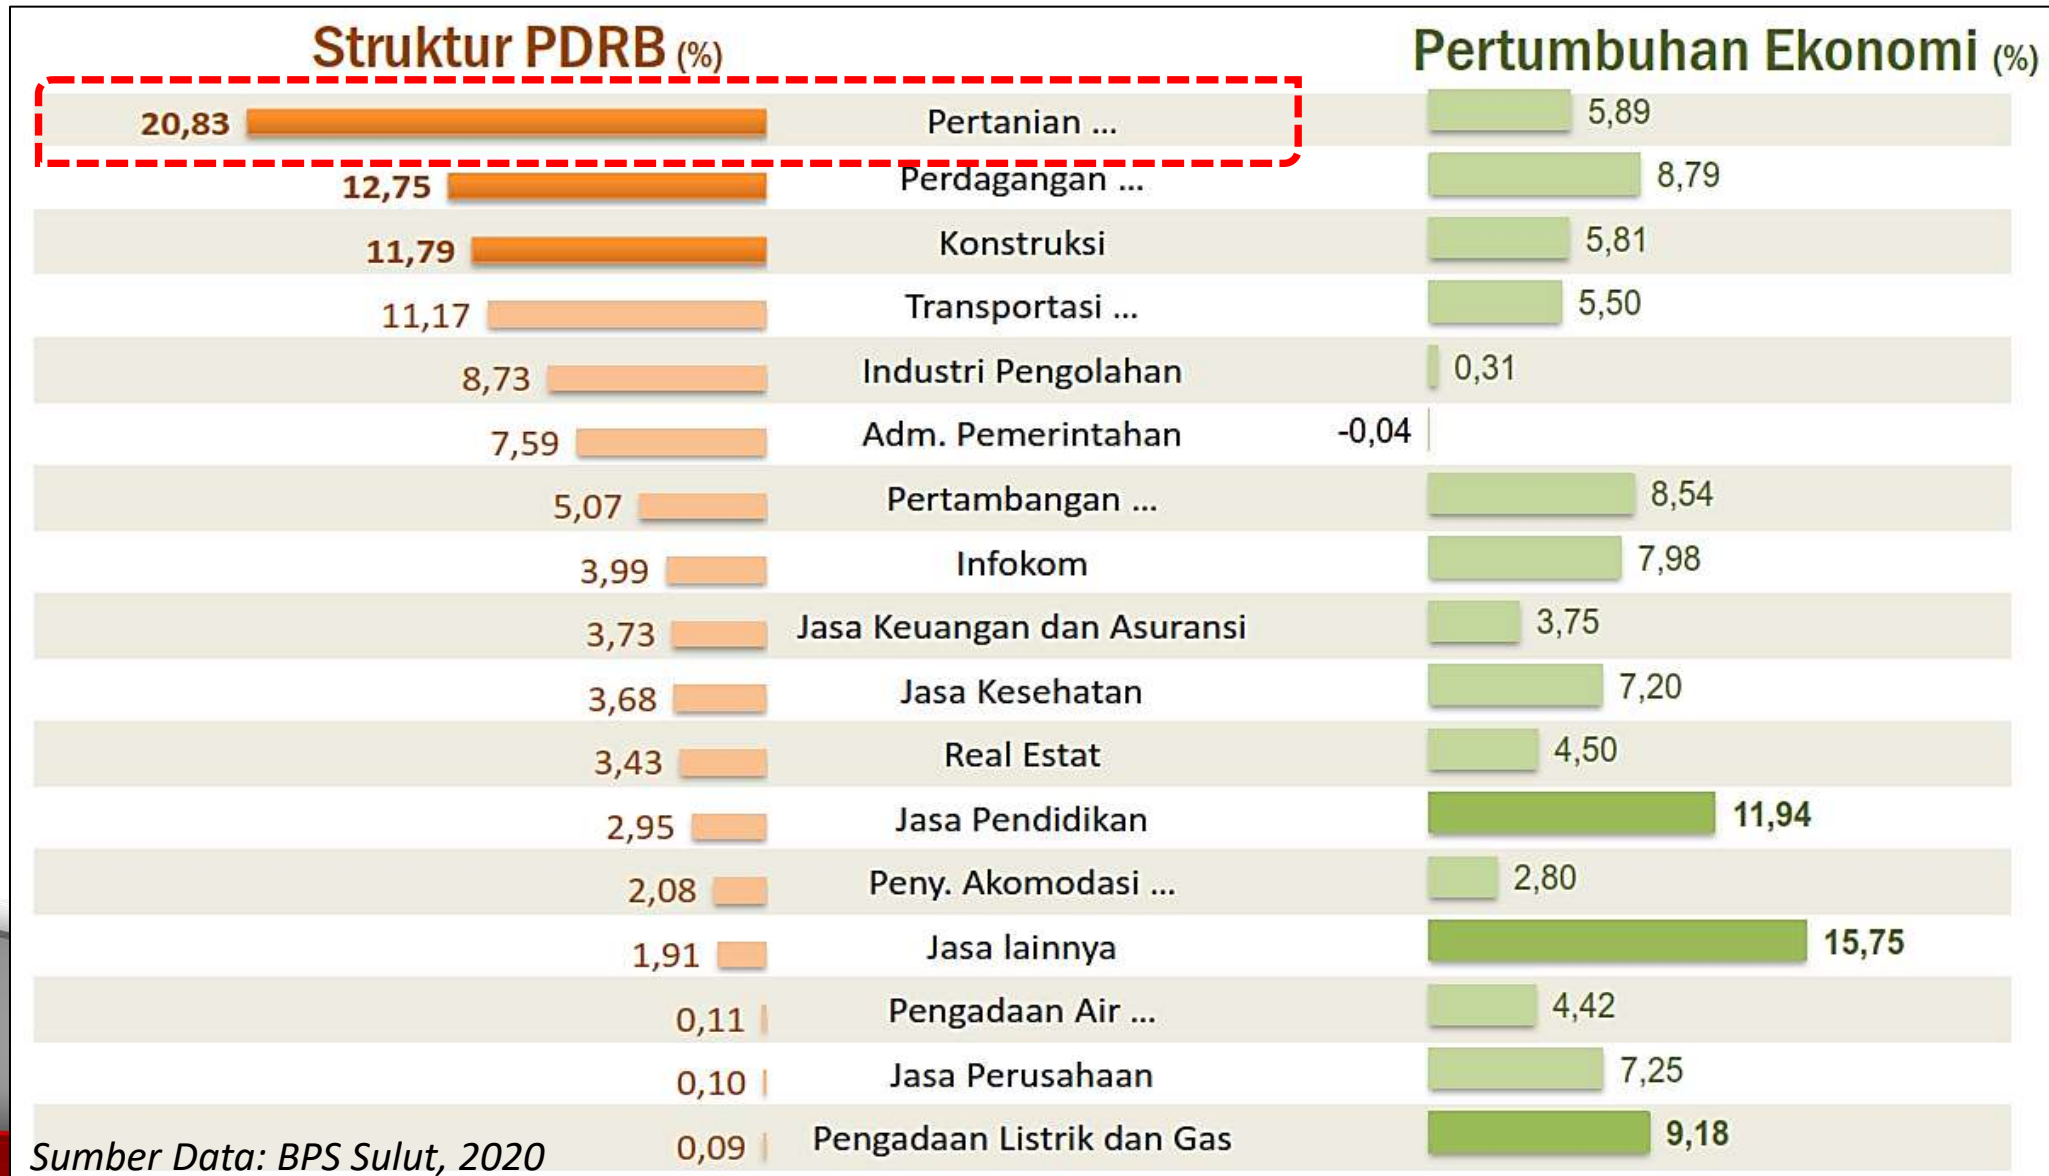 Struktur PDRB (%)
Pertumbuhan Ekonomi (%)
20,83 Pertanian ... 5,89
12,75 Perdagangan ... 8,79
11,79 Konstruksi 5,81
11,17 Transportasi ... 5,50
8,73 Industri Pengolahan 0,31
7,59 Adm. Pemerintahan -0,04
5,07 Pertambangan ... 8,54
3,99 Infokom 7,98
3,73 Jasa Keuangan dan Asuransi 3,75
3,68 Jasa Kesehatan 7,20
3,43 Real Estat 4,50
2,95 Jasa Pendidikan 11,94
2,08 Peny. Akomodasi ... 2,80
1,91 Jasa lainnya 15,75
0,11 Pengadaan Air ... 4,42
0,10 Jasa Perusahaan 7,25
0,09 Pengadaan Listrik dan Gas 9,18
Sumber Data: BPS Sulut, 2020